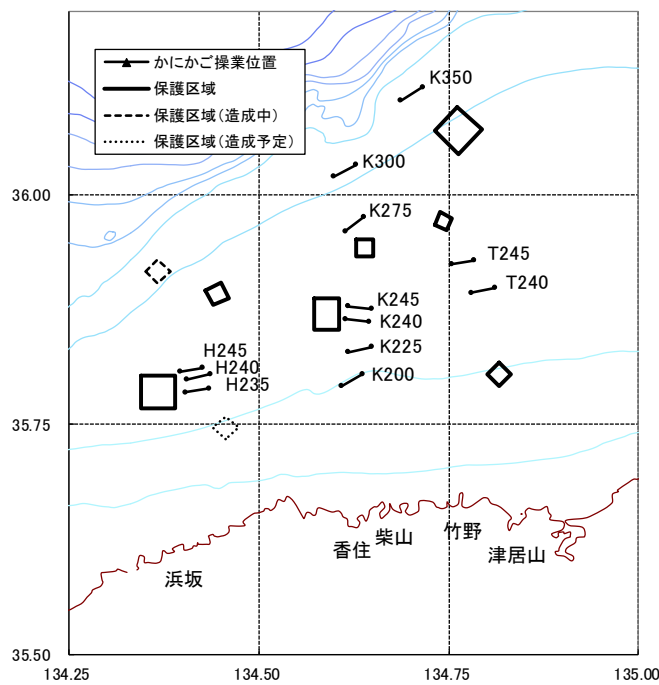 かにかご操業位置
保護区域
保護区域(造成中)
保護区域(造成予定)
K350
K300
K275
T245
T240
K245
K240
K225
K200
H245
H240
H235
36.00
35.75
35.50
香住
柴山
竹野
津居山
浜坂
134.25
134.50
134.75
135.00